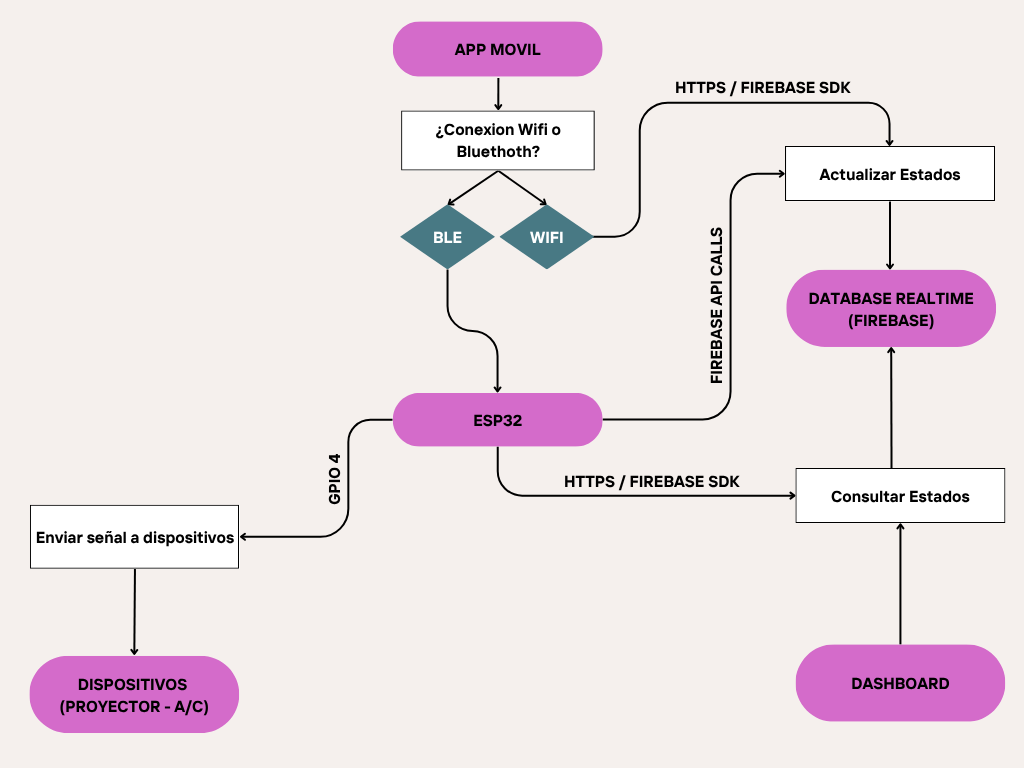 APP MOVIL
¿Conexion Wifi o
Bluethoth?
BLE
WIFI
HTTPS / FIREBASE SDK
Actualizar Estados
FIREBASE API CALLS
DATABASE REALTIME
(FIREBASE)
ESP32
GPIO 4
HTTPS / FIREBASE SDK
Consultar Estados
Enviar señal a dispositivos
DISPOSITIVOS
(PROYECTOR - A/C)
DASHBOARD